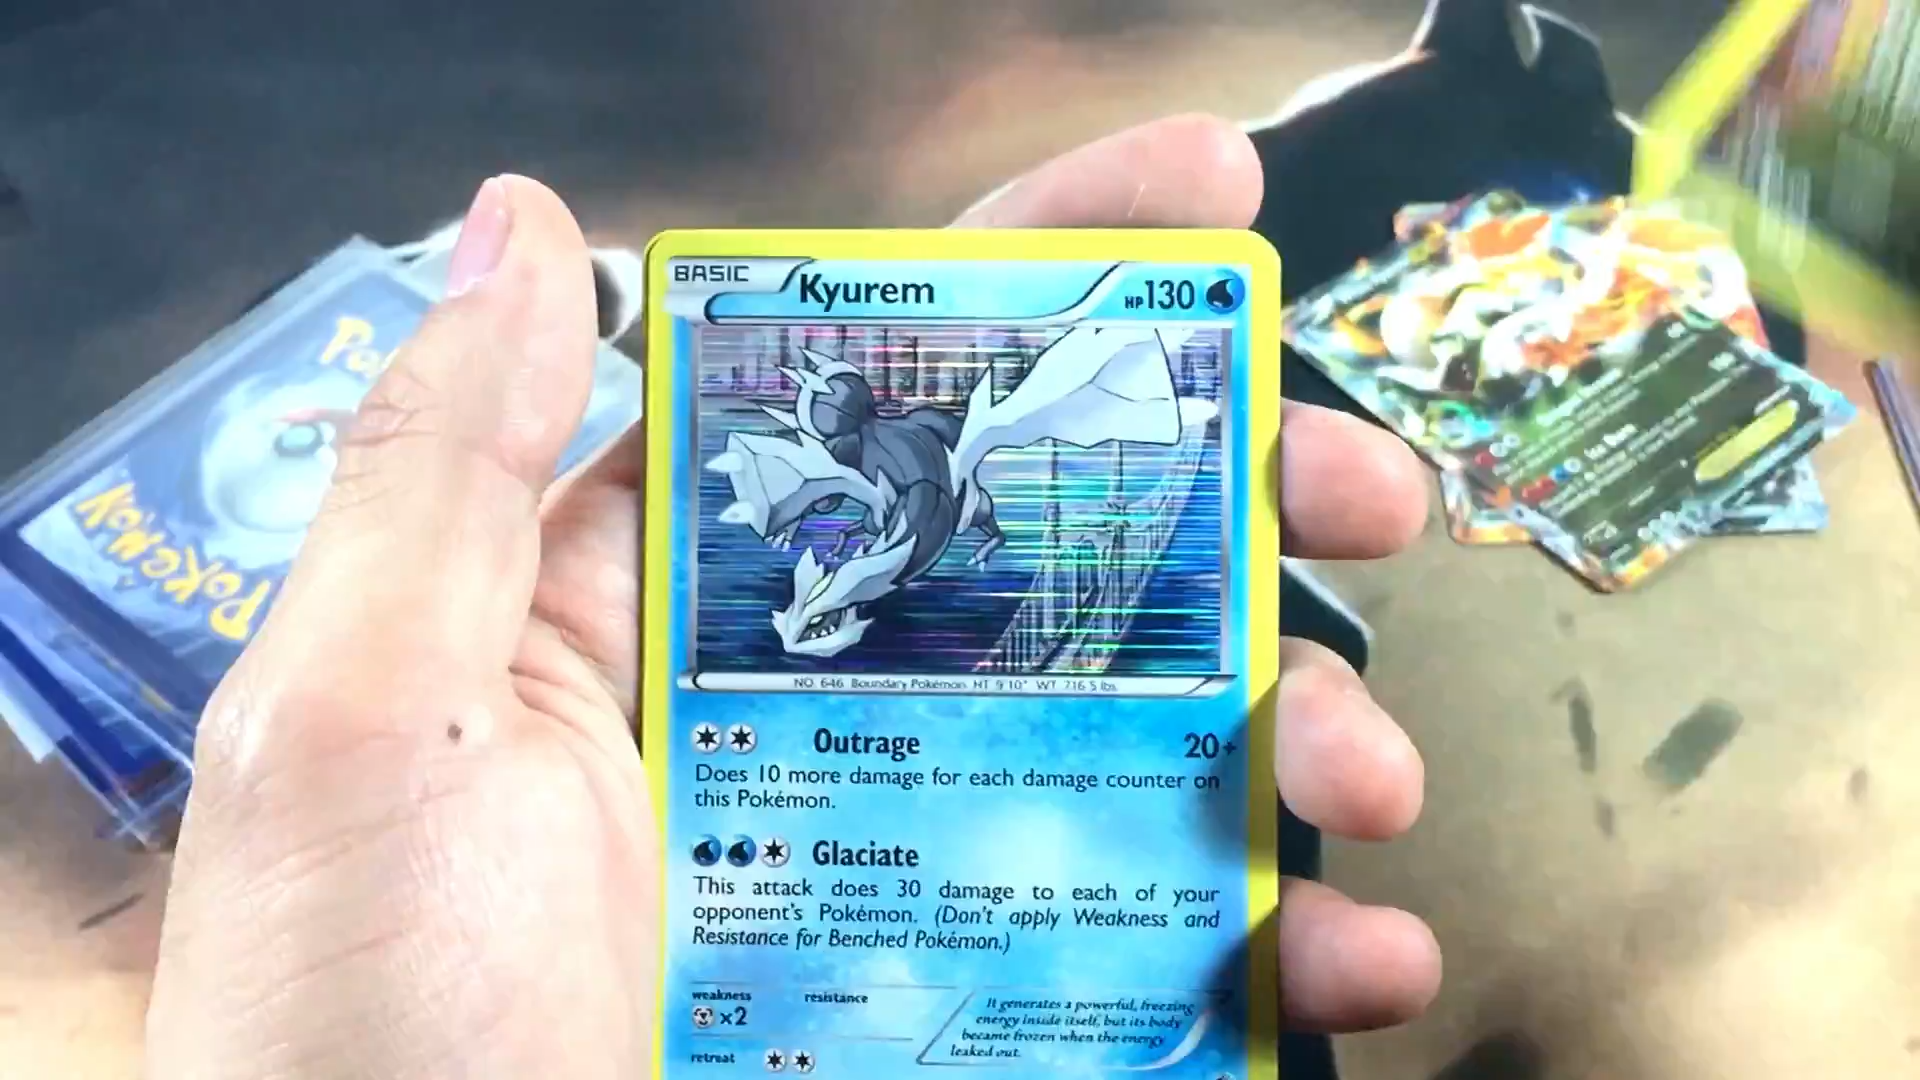 BASIC
Kyurem
HP130
NO. 646 Boundary Pokémon HT 9'10" WT 716.5 lbs.
Outrage 20+
Does 10 more damage for each damage counter on
this Pokémon.
Glaciate
This attack does 30 damage to each of your
opponent's Pokémon. (Don't apply Weakness and
Resistance for Benched Pokémon.)
weakness
resistance
×2
retreat
It generates a powerful, freezing
energy inside itself, but its body
became frozen when the energy
leaked out.
POKéMON
Ice Burn